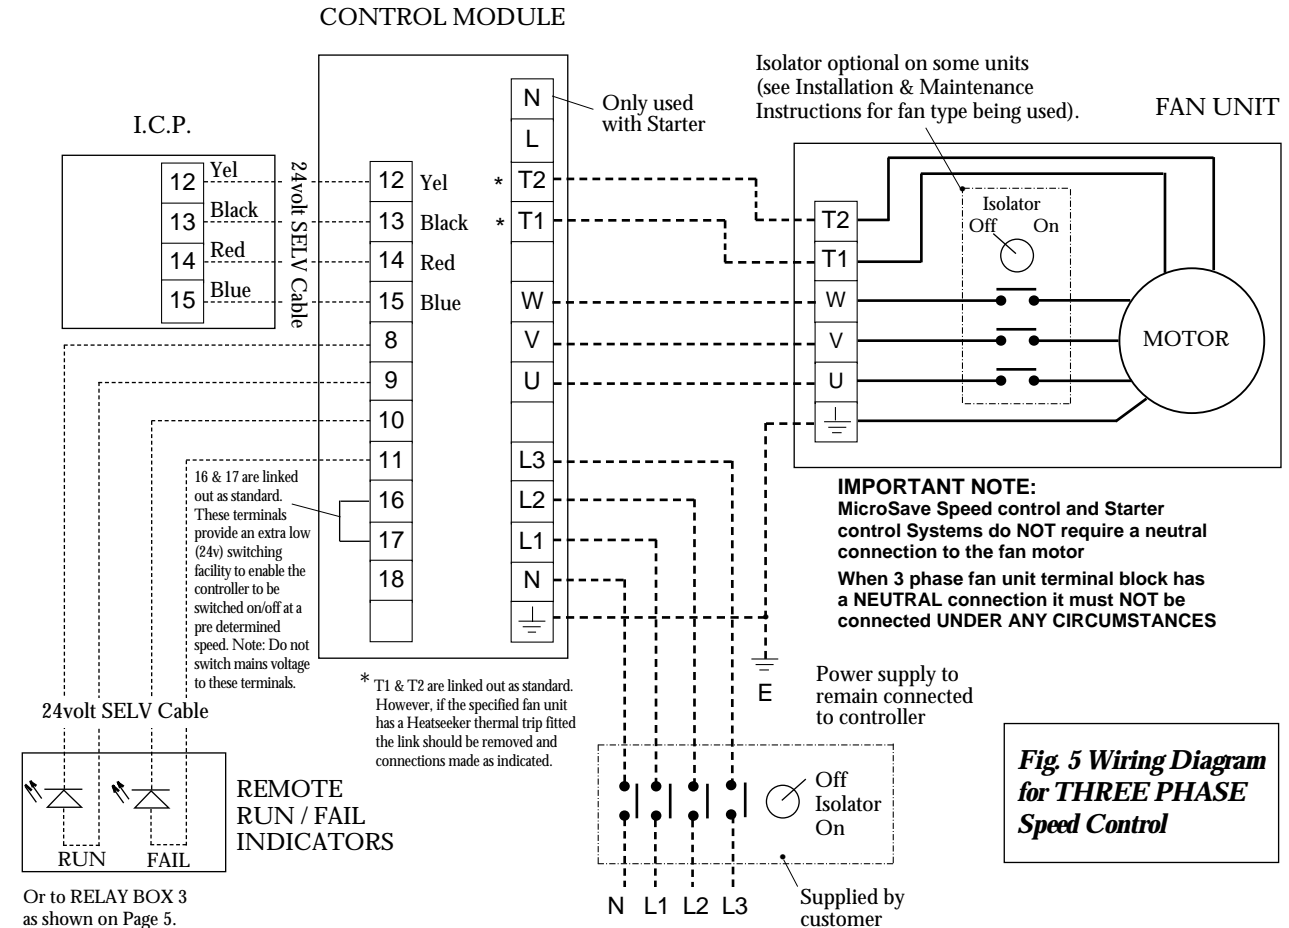 CONTROL MODULE
I.C.P.
12 Yel
13 Black
14 Red
15 Blue
24volt SELV Cable
12 Yel
13 Black
14 Red
15 Blue
8
9
10
11
16
17
18
N
L
* T2
* T1
W
V
U
L3
L2
L1
N
Only used
with Starter
Isolator optional on some units
(see Installation & Maintenance
Instructions for fan type being used).
FAN UNIT
T2
T1
W
V
U
Isolator
Off On
MOTOR
16 & 17 are linked
out as standard.
These terminals
provide an extra low
(24v) switching
facility to enable the
controller to be
switched on/off at a
pre determined
speed. Note: Do not
switch mains voltage
to these terminals.
IMPORTANT NOTE:
MicroSave Speed control and Starter
control Systems do NOT require a neutral
connection to the fan motor
When 3 phase fan unit terminal block has
a NEUTRAL connection it must NOT be
connected UNDER ANY CIRCUMSTANCES
E
* T1 & T2 are linked out as standard.
However, if the specified fan unit
has a Heatseeker thermal trip fitted
the link should be removed and
connections made as indicated.
Power supply to
remain connected
to controller
24volt SELV Cable
RUN FAIL
REMOTE
RUN / FAIL
INDICATORS
Or to RELAY BOX 3
as shown on Page 5.
Off
Isolator
On
N L1 L2 L3
Supplied by
customer
Fig. 5 Wiring Diagram
for THREE PHASE
Speed Control